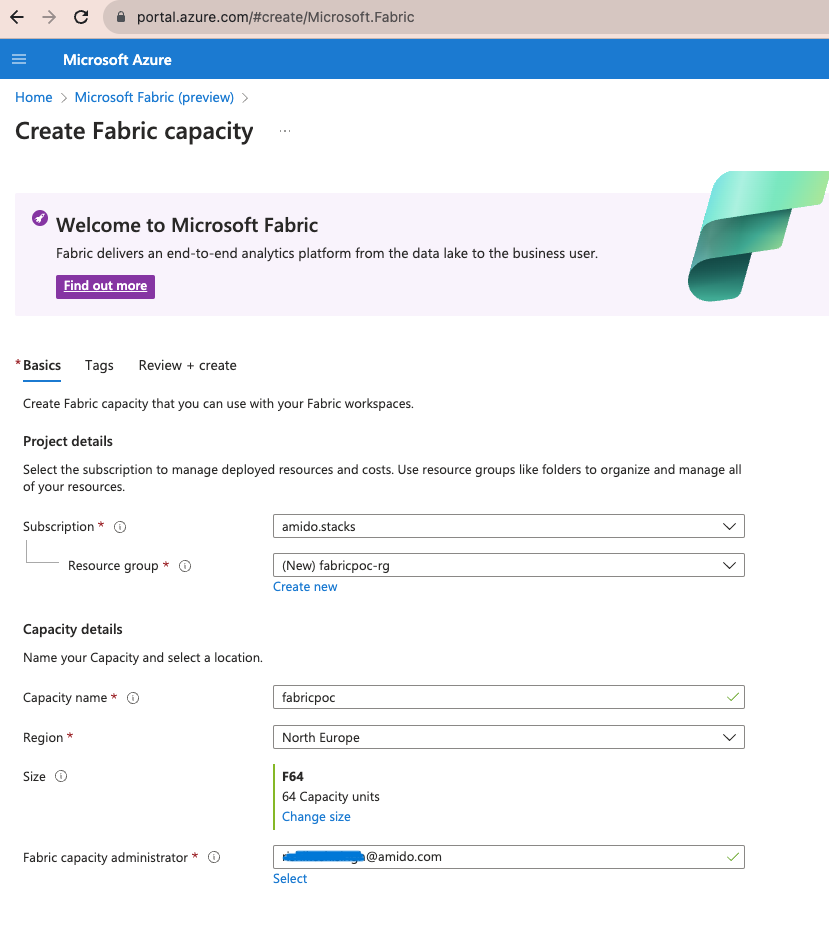 portal.azure.com/#create/Microsoft.Fabric
Microsoft Azure
Home > Microsoft Fabric (preview) >
Create Fabric capacity ...
Welcome to Microsoft Fabric
Fabric delivers an end-to-end analytics platform from the data lake to the business user.
Find out more
* Basics Tags Review + create
Create Fabric capacity that you can use with your Fabric workspaces.
Project details
Select the subscription to manage deployed resources and costs. Use resource groups like folders to organize and manage all
of your resources.
Subscription * amido.stacks
Resource group * (New) fabricpoc-rg
Create new
Capacity details
Name your Capacity and select a location.
Capacity name * fabricpoc
Region * North Europe
Size F64
64 Capacity units
Change size
Fabric capacity administrator * @amido.com
Select